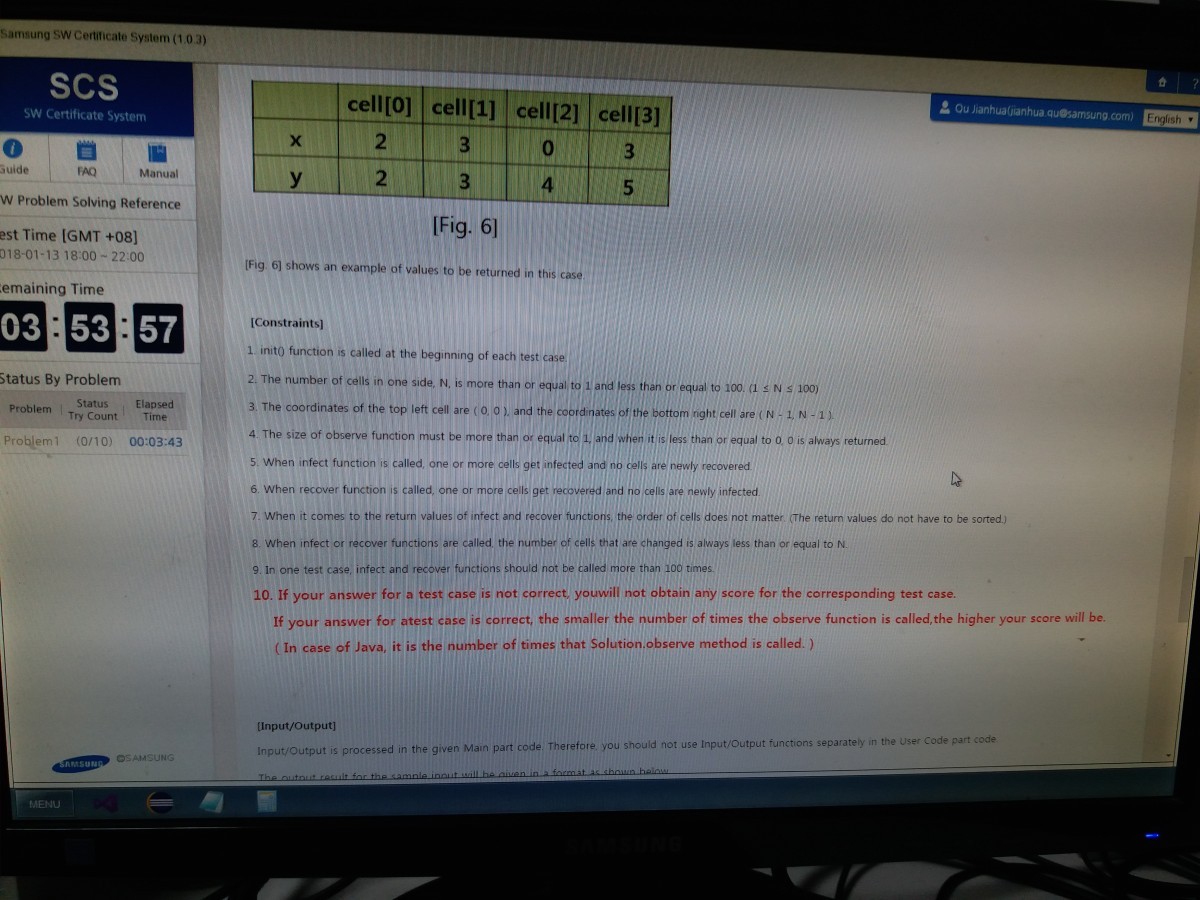 Samsung SW Certificate System (1.0.3)
SCS
SW Certificate System
Guide FAQ Manual
W Problem Solving Reference
est Time [GMT +08]
018-01-13 18:00 ~ 22:00
emaining Time
03 : 53 : 57
Status By Problem
Problem Status Try Count Elapsed Time
Problem1 (0/10) 00:03:43
SAMSUNG ©SAMSUNG
Qu Jianhua(jianhua.qu@samsung.com) English
?
cell[0] cell[1] cell[2] cell[3]
x 2 3 0 3
y 2 3 4 5
[Fig. 6]
[Fig. 6] shows an example of values to be returned in this case.
[Constraints]
1. init() function is called at the beginning of each test case.
2. The number of cells in one side, N, is more than or equal to 1 and less than or equal to 100. (1 ≤ N ≤ 100)
3. The coordinates of the top left cell are ( 0, 0 ), and the coordinates of the bottom right cell are ( N - 1, N - 1 ).
4. The size of observe function must be more than or equal to 1, and when it is less than or equal to 0, 0 is always returned.
5. When infect function is called, one or more cells get infected and no cells are newly recovered.
6. When recover function is called, one or more cells get recovered and no cells are newly infected.
7. When it comes to the return values of infect and recover functions, the order of cells does not matter. (The return values do not have to be sorted.)
8. When infect or recover functions are called, the number of cells that are changed is always less than or equal to N.
9. In one test case, infect and recover functions should not be called more than 100 times.
10. If your answer for a test case is not correct, youwill not obtain any score for the corresponding test case.
If your answer for atest case is correct, the smaller the number of times the observe function is called,the higher your score will be.
( In case of Java, it is the number of times that Solution.observe method is called. )
[Input/Output]
Input/Output is processed in the given Main part code. Therefore, you should not use Input/Output functions separately in the User Code part code.
The output result for the sample input will be given in a format as shown below.
MENU
SAMSUNG